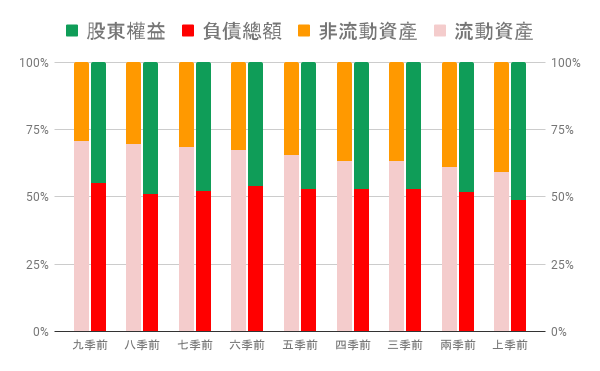 股東權益 負債總額 非流動資產 流動資產
100% 100%
75% 75%
50% 50%
25% 25%
0% 0%
九季前 八季前 七季前 六季前 五季前 四季前 三季前 兩季前 上季前